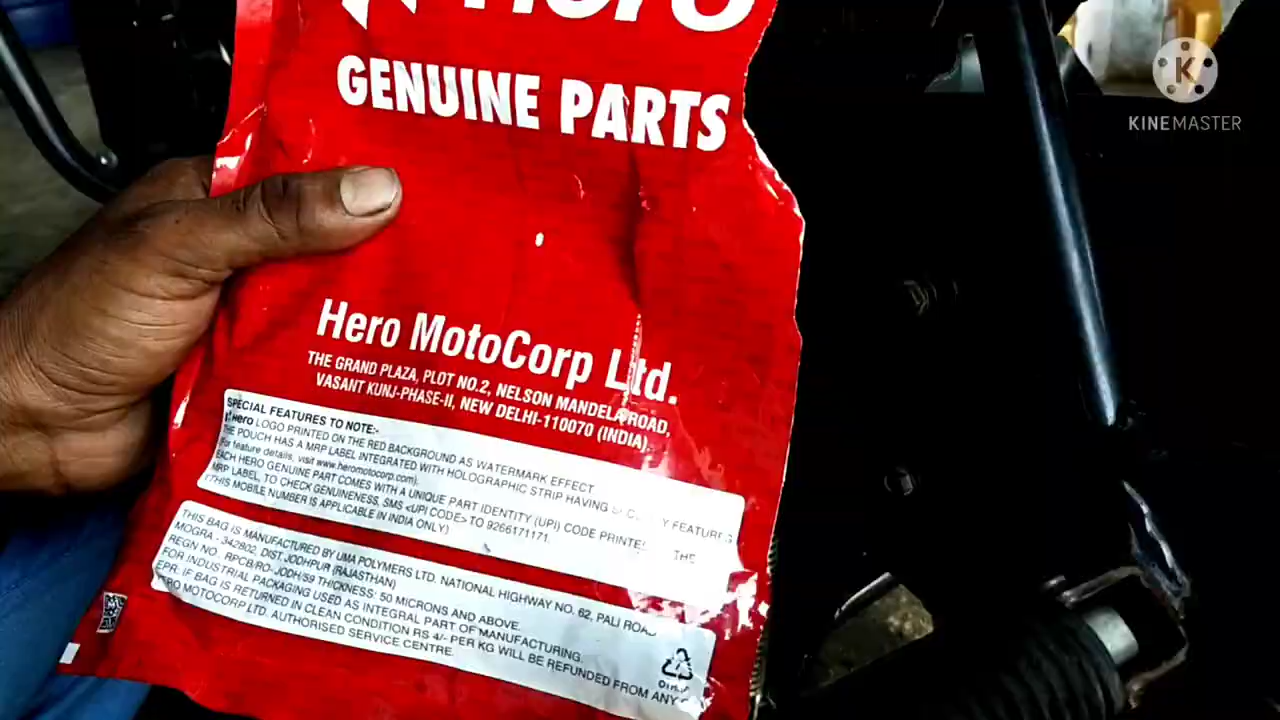 Hero
GENUINE PARTS
K
KINEMASTER
Hero MotoCorp Ltd.
THE GRAND PLAZA, PLOT NO.2, NELSON MANDELA ROAD,
VASANT KUNJ-PHASE-II, NEW DELHI-110070 (INDIA).
SPECIAL FEATURES TO NOTE:-
Hero LOGO PRINTED ON THE RED BACKGROUND AS WATERMARK EFFECT
THE POUCH HAS A MRP LABEL INTEGRATED WITH HOLOGRAPHIC STRIP HAVING FEATURES
(For feature details, visit www.heromotocorp.com).
EACH HERO GENUINE PART COMES WITH A UNIQUE PART IDENTITY (UPI) CODE PRINTED THE
MRP LABEL, TO CHECK GENUINENESS, SMS <UPI CODE> TO 9266171171.
(THIS MOBILE NUMBER IS APPLICABLE IN INDIA ONLY)
THIS BAG IS MANUFACTURED BY UMA POLYMERS LTD. NATIONAL HIGHWAY NO. 62, PALI ROAD
MOGRA - 342802, DIST. JODHPUR (RAJASTHAN)
REGN NO. RPCB/RO-JODH/59 THICKNESS: 50 MICRONS AND ABOVE.
FOR INDUSTRIAL PACKAGING USED AS INTEGRAL PART OF MANUFACTURING.
EPR: IF BAG IS RETURNED IN CLEAN CONDITION RS 4/- PER KG WILL BE REFUNDED FROM ANY
MOTOCORP LTD. AUTHORISED SERVICE CENTRE.